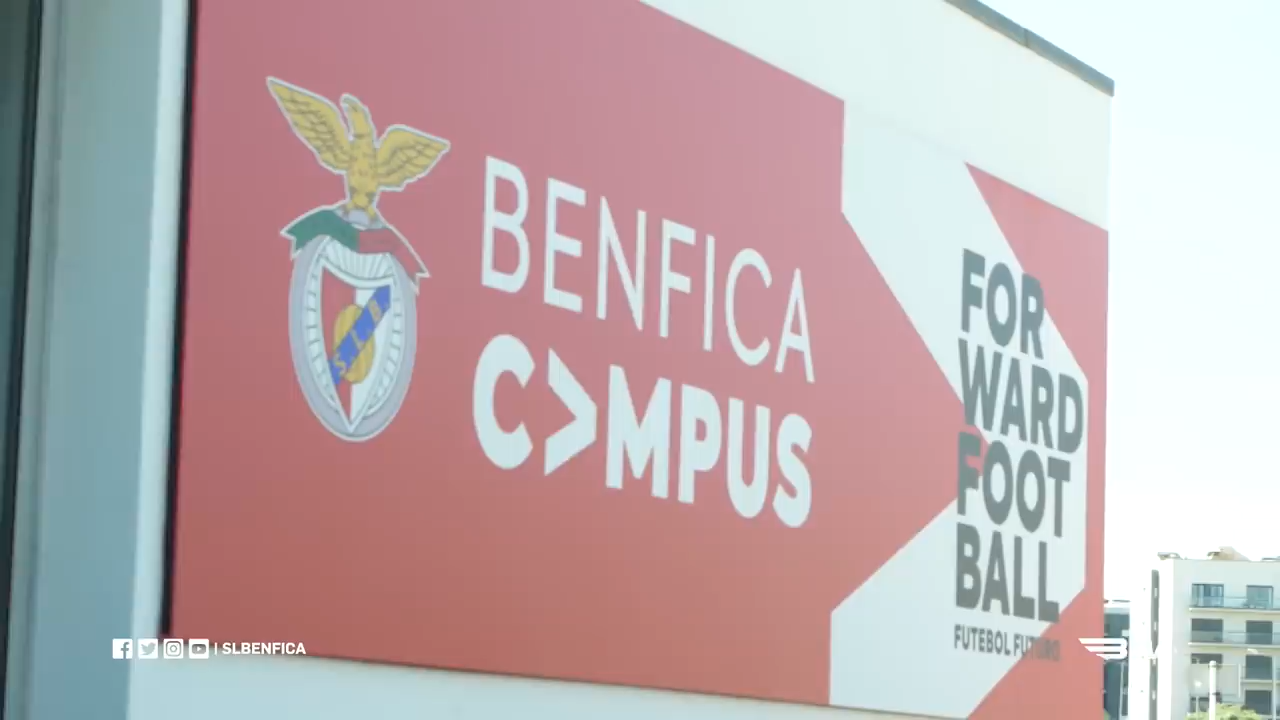 BENFICA
C>MPUS
S.L.B.
FOR
WARD
FOOT
BALL
FUTEBOL FUTURO
| SLBENFICA